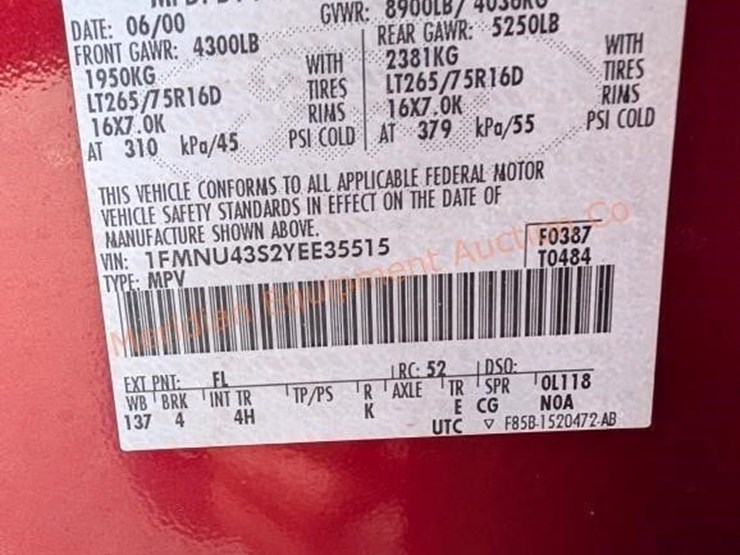 DATE: 06/00
GVWR: 8900LB/ 4036KG
FRONT GAWR: 4300LB
REAR GAWR: 5250LB
1950KG WITH 2381KG WITH
LT265/75R16D TIRES LT265/75R16D TIRES
16X7.0K RIMS 16X7.0K RIMS
AT 310 kPa/45 PSI COLD AT 379 kPa/55 PSI COLD
THIS VEHICLE CONFORMS TO ALL APPLICABLE FEDERAL MOTOR
VEHICLE SAFETY STANDARDS IN EFFECT ON THE DATE OF
MANUFACTURE SHOWN ABOVE.
VIN: 1FMNU43S2YEE35515 F0387
TYPE: MPV T0484
Meridian Equipment Auction Co
EXT PNT: FL RC: 52 DSO:
WB BRK INT TR TP/PS R AXLE TR SPR OL118
137 4 4H K E CG NOA
UTC ▽ F85B-1520472-AB